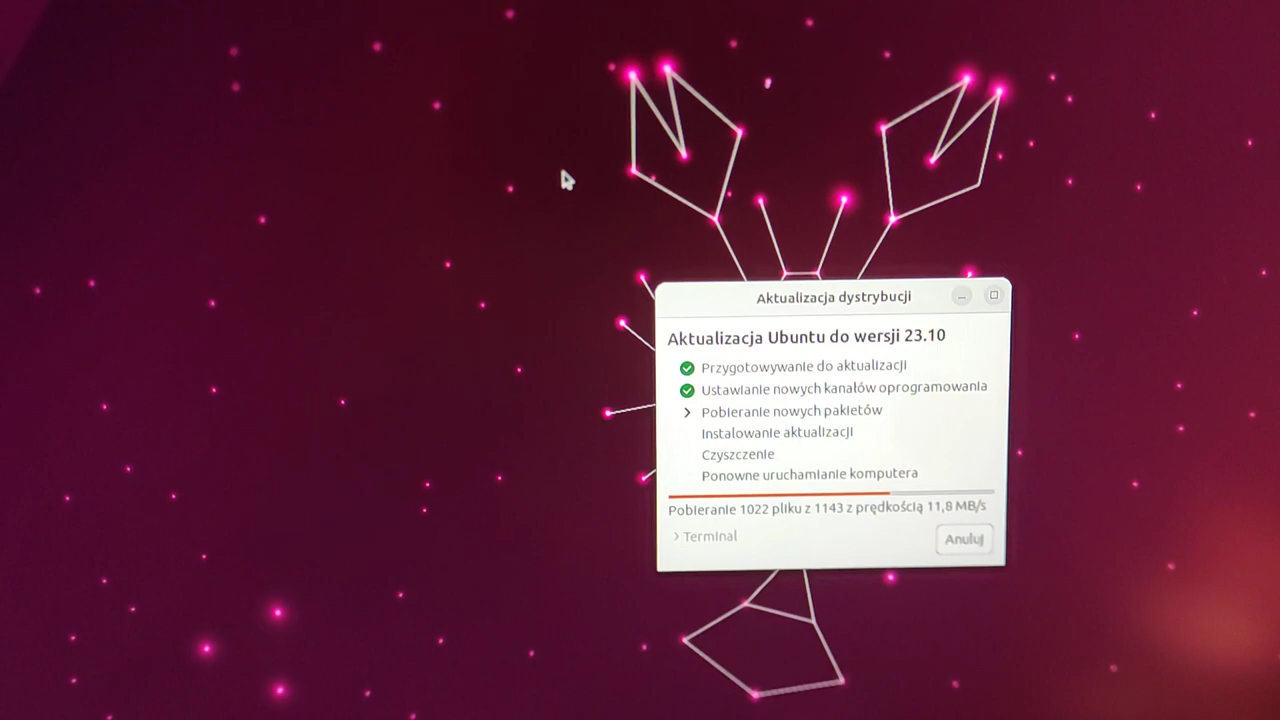 Aktualizacja dystrybucji
Aktualizacja Ubuntu do wersji 23.10
Przygotowywanie do aktualizacji
Ustawianie nowych kanałów oprogramowania
Pobieranie nowych pakietów
Instalowanie aktualizacji
Czyszczenie
Ponowne uruchamianie komputera
Pobieranie 1022 pliku z 1143 z prędkością 11,8 MB/s
Terminal
Anuluj